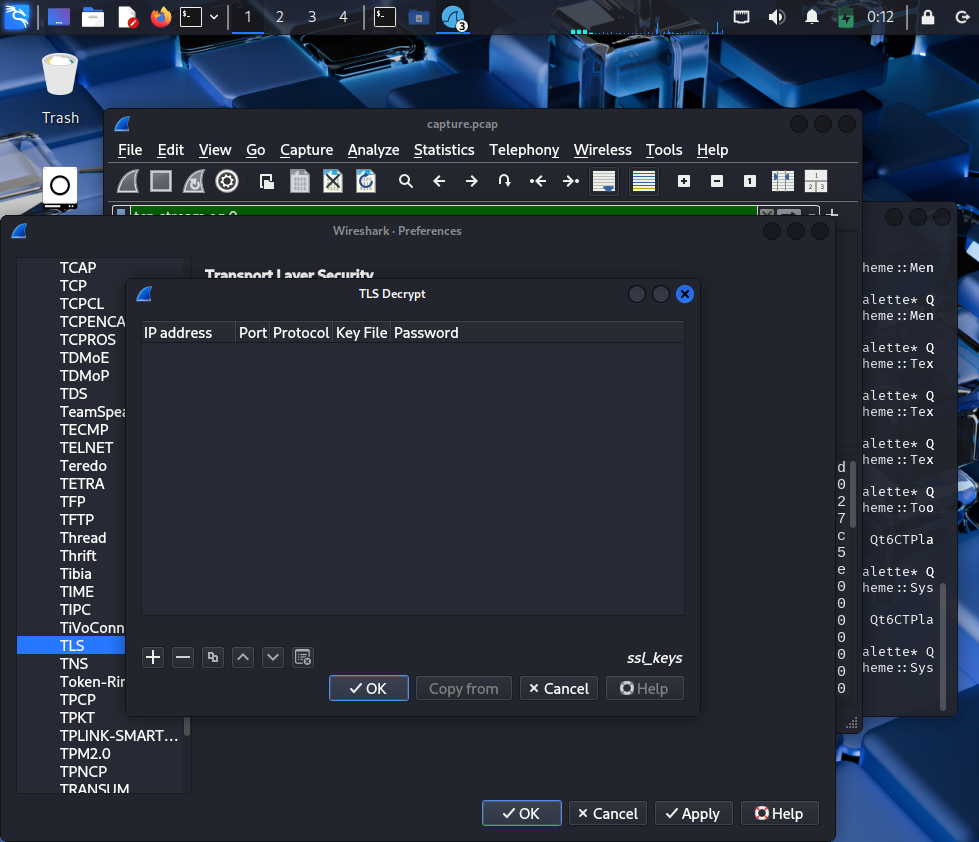 1 2 3 4 3 0:12
Trash
capture.pcap
File Edit View Go Capture Analyze Statistics Telephony Wireless Tools Help
tcp.stream eq 0
Wireshark · Preferences
Transport Layer Security
TLS Decrypt
IP address Port Protocol Key File Password
TCAP
TCP
TCPCL
TCPENCA
TCPROS
TDMoE
TDMoP
TDS
TeamSpea
TECMP
TELNET
Teredo
TETRA
TFP
TFTP
Thread
Thrift
Tibia
TIME
TIPC
TiVoConn
TLS
TNS
Token-Rin
TPCP
TPKT
TPLINK-SMART…
TPM2.0
TPNCP
TRANSUM
ssl_keys
OK Copy from Cancel Help
OK Cancel Apply Help
d
0
2
7
c
5
e
0
0
0
0
0
0
0
heme::Men
alette* Q
heme::Men
alette* Q
heme::Tex
alette* Q
heme::Tex
alette* Q
heme::Tex
alette* Q
heme::Too
Qt6CTPla
alette* Q
heme::Sys
Qt6CTPla
alette* Q
heme::Sys